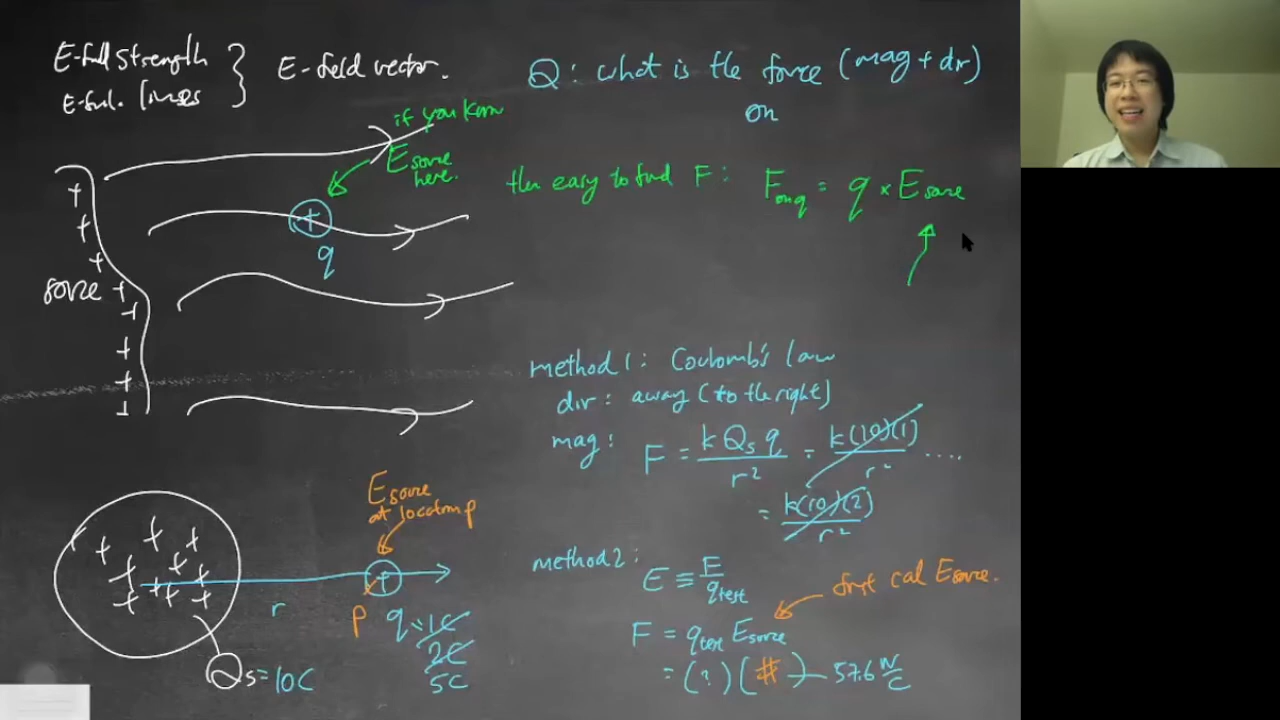 E-field strength
E-field lines
} E-field vector.
Q: what is the force (mag + dir)
on
if you know
E source
here.
then easy to find F: F on q = q × E source
+
+
+
source +
+
+
+
+
+
q
method 1: Coulomb's law
dir: away (to the right)
mag: F = k Qs q / r² = k(10)(1) / r² ....
= k(10)(2) / r²
E source
at location p
method 2: E ≡ F / q test
first cal E source.
F = q test E source
= (?) (#) — 57.6 N/C
+ + + + + + + + + + +
+
r
p
q = 1C
2C
5C
Qs = 10C